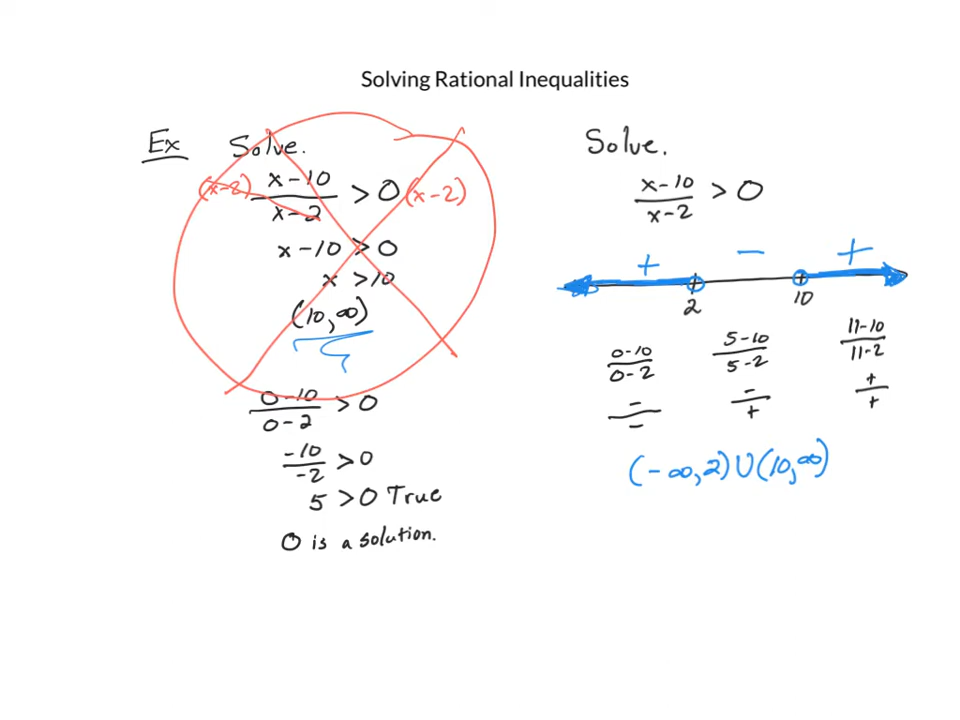 Solving Rational Inequalities
Ex Solve.
(x-2) x-10/x-2 > 0 (x-2)
x-10 > 0
x > 10
(10, ∞)
0-10/0-2 > 0
-10/-2 > 0
5 > 0 True
0 is a solution.
Solve.
x-10/x-2 > 0
+ − +
2 10
0-10/0-2 5-10/5-2 11-10/11-2
−/− −/+ +/+
(-∞, 2) ∪ (10, ∞)